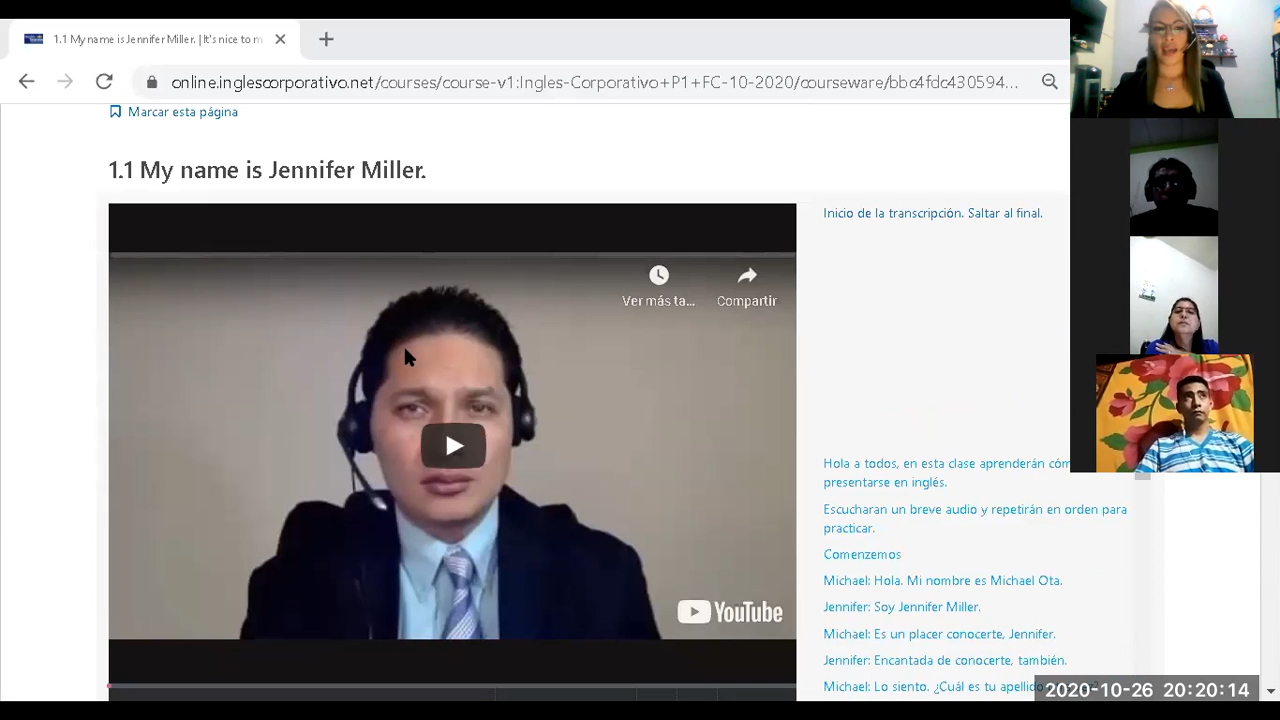 1.1 My name is Jennifer Miller. | It's nice to m
online.inglescorporativo.net/courses/course-v1:Ingles-Corporativo+P1+FC-10-2020/courseware/bbc4fdc430594...
Marcar esta página
1.1 My name is Jennifer Miller.
Inicio de la transcripción. Saltar al final.
Ver más ta...
Compartir
YouTube
Hola a todos, en esta clase aprenderán
presentarse en inglés.
Escucharan un breve audio y repetirán en orden para
practicar.
Comenzemos
Michael: Hola. Mi nombre es Michael Ota.
Jennifer: Soy Jennifer Miller.
Michael: Es un placer conocerte, Jennifer.
Jennifer: Encantada de conocerte, también.
Michael: Lo siento. ¿Cuál es tu
2020-10-26 20:20:14